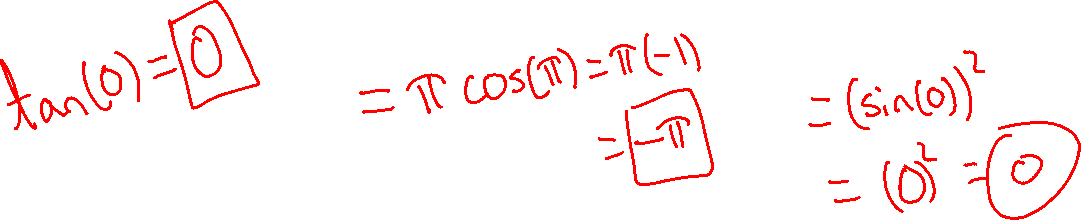 tan(0) = 0
= π cos(π) = π(-1)
= -π
= (sin(0))²
= (0)² = 0